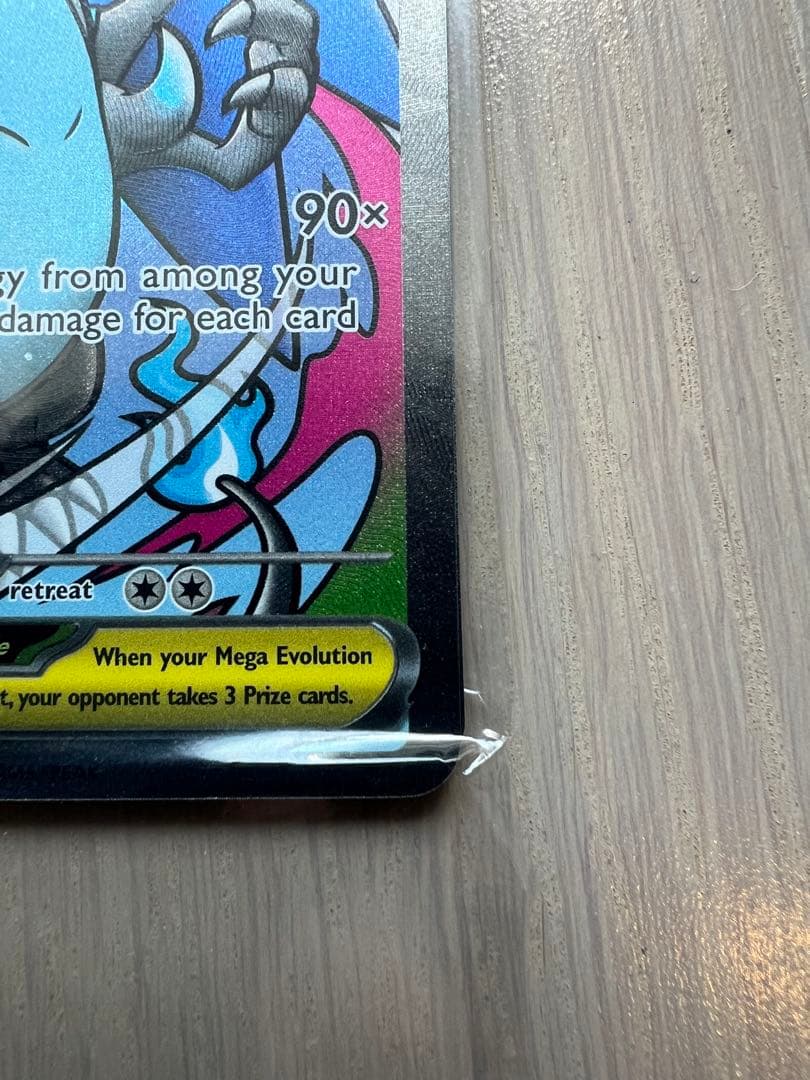 90×
gy from among your
damage for each card
retreat
e
When your Mega Evolution
t, your opponent takes 3 Prize cards.